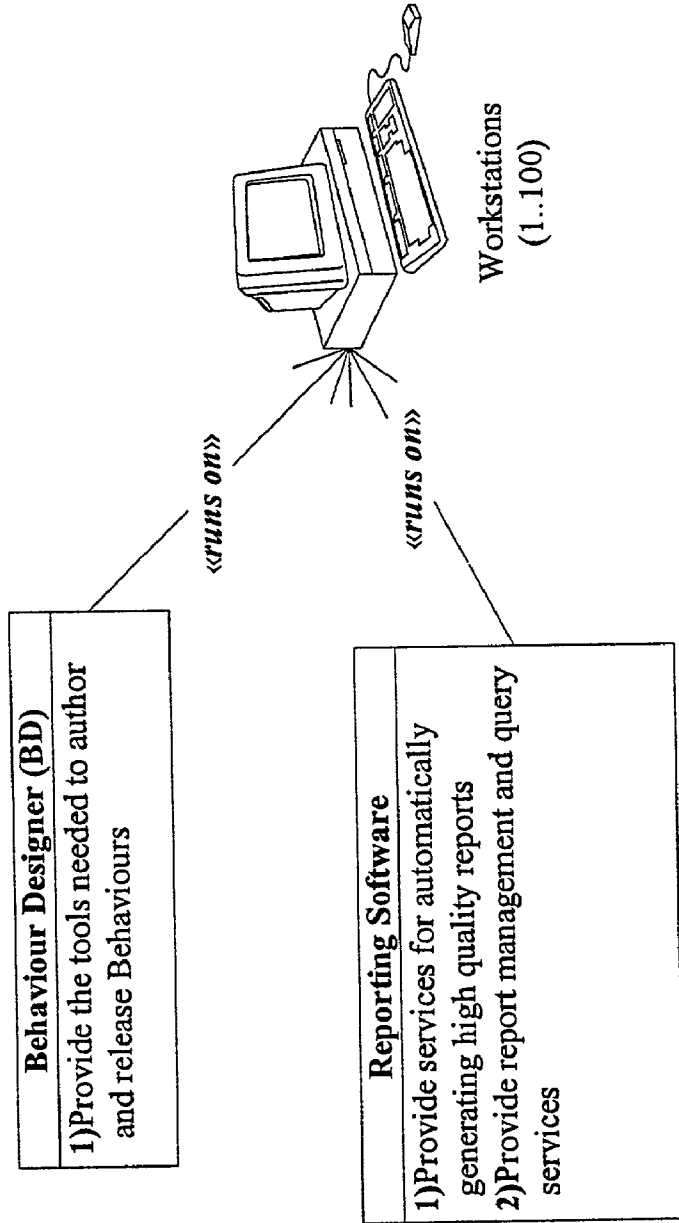 Behaviour Designer (BD)
1)Provide the tools needed to author
and release Behaviours
«runs on»
Workstations
(1..100)
«runs on»
Reporting Software
1)Provide services for automatically
generating high quality reports
2)Provide report management and query
services